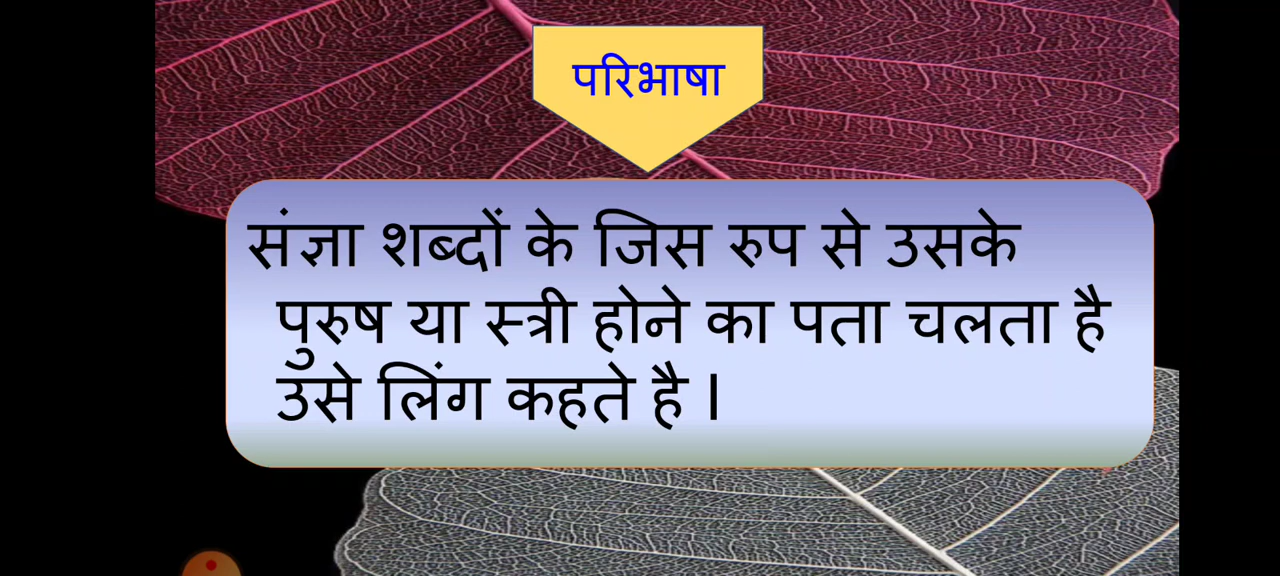 परिभाषा
संज्ञा शब्दों के जिस रुप से उसके
पुरुष या स्त्री होने का पता चलता है
उसे लिंग कहते है ।